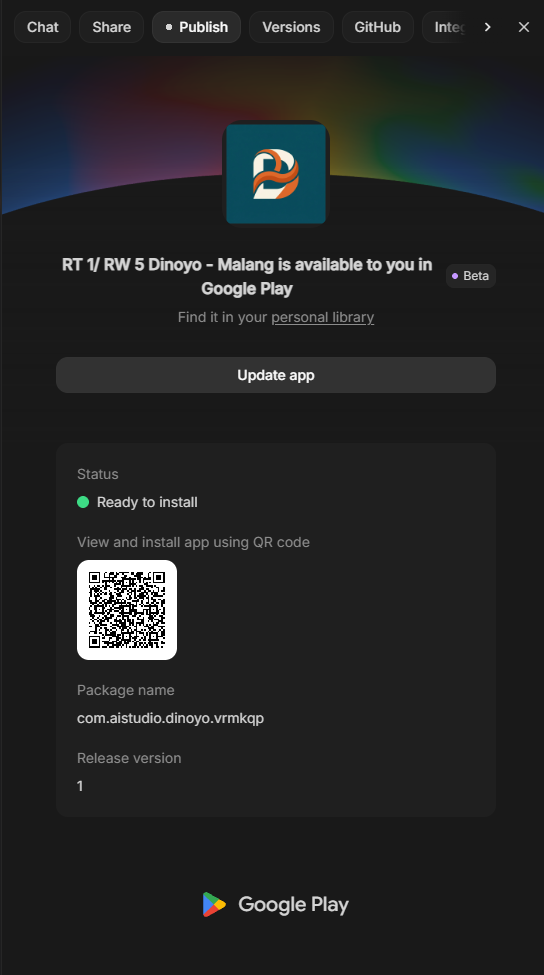 Chat
Share
Publish
Versions
GitHub
Integ
RT 1/ RW 5 Dinoyo - Malang is available to you in
Google Play
Beta
Find it in your personal library
Update app
Status
Ready to install
View and install app using QR code
Package name
com.aistudio.dinoyo.vrmkqp
Release version
1
Google Play